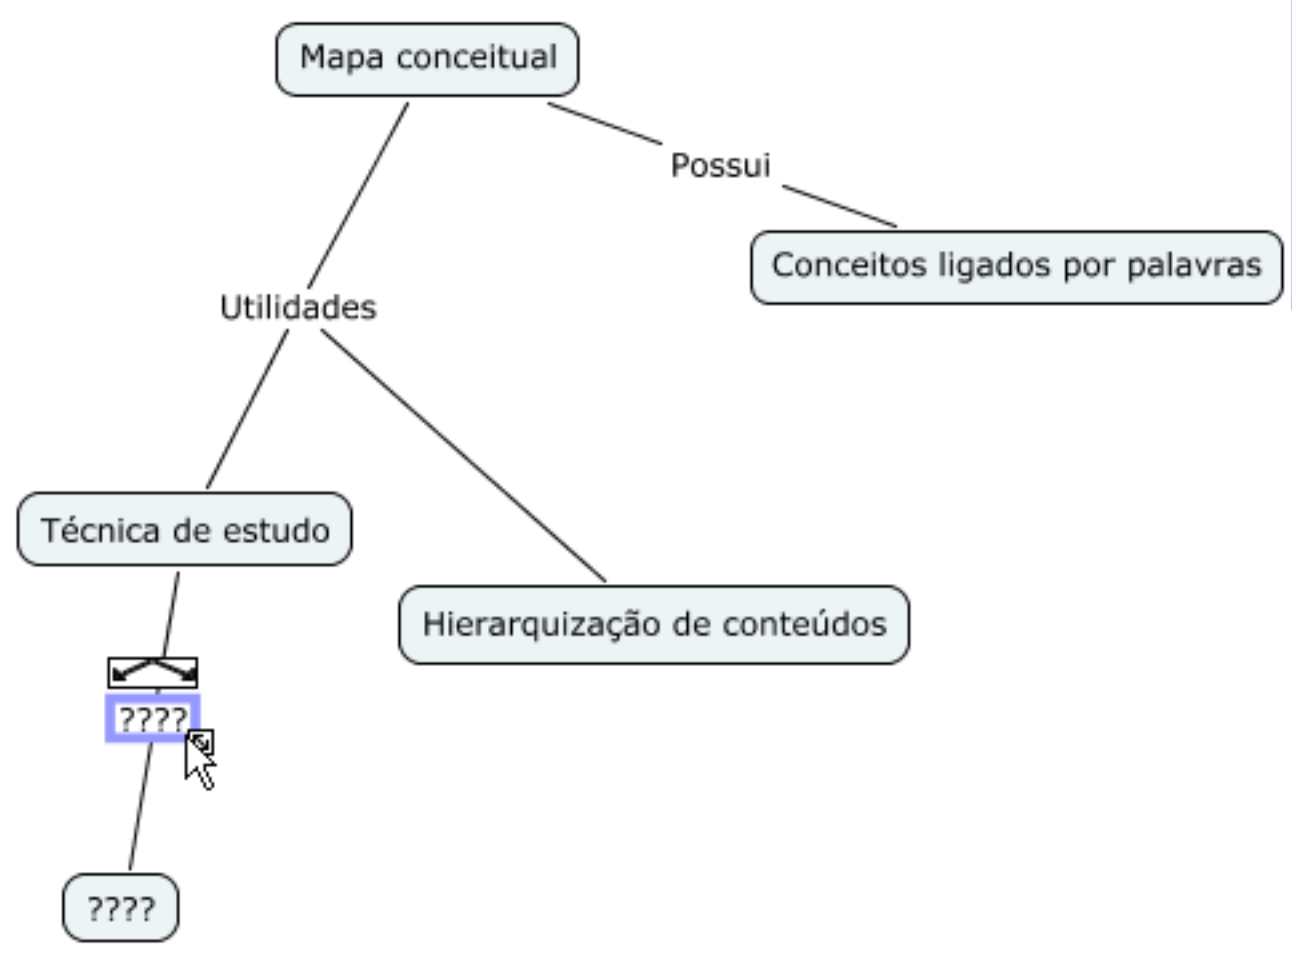 Mapa conceitual
Possui
Conceitos ligados por palavras
Utilidades
Técnica de estudo
Hierarquização de conteúdos
????
????